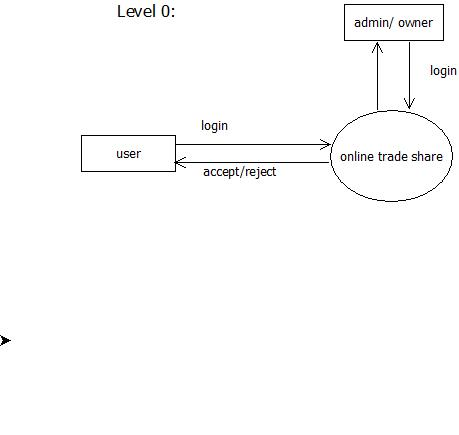 Level 0:
admin/ owner
login
login
user
online trade share
accept/reject